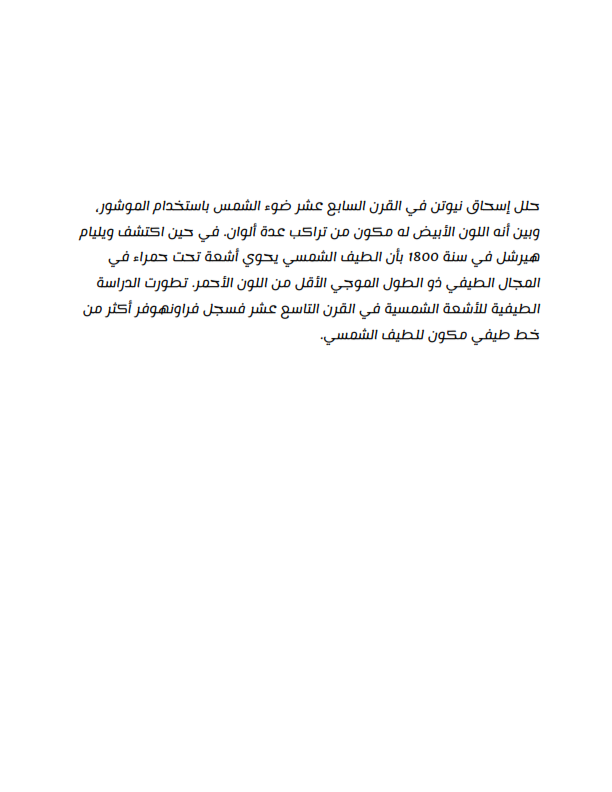 حلل إسحاق نيوتن في القرن السابع عشر ضوء الشمس باستخدام الموشور،
وبين أنه اللون الأبيض له مكون من تراكب عدة ألوان. في حين اكتشف ويليام
هيرشل في سنة 1800 بأن الطيف الشمسي يحوي أشعة تحت حمراء في
المجال الطيفي ذو الطول الموجي الأقل من اللون الأحمر. تطورت الدراسة
الطيفية للأشعة الشمسية في القرن التاسع عشر فسجل فراونهوفر أكثر من
خط طيفي مكون للطيف الشمسي.